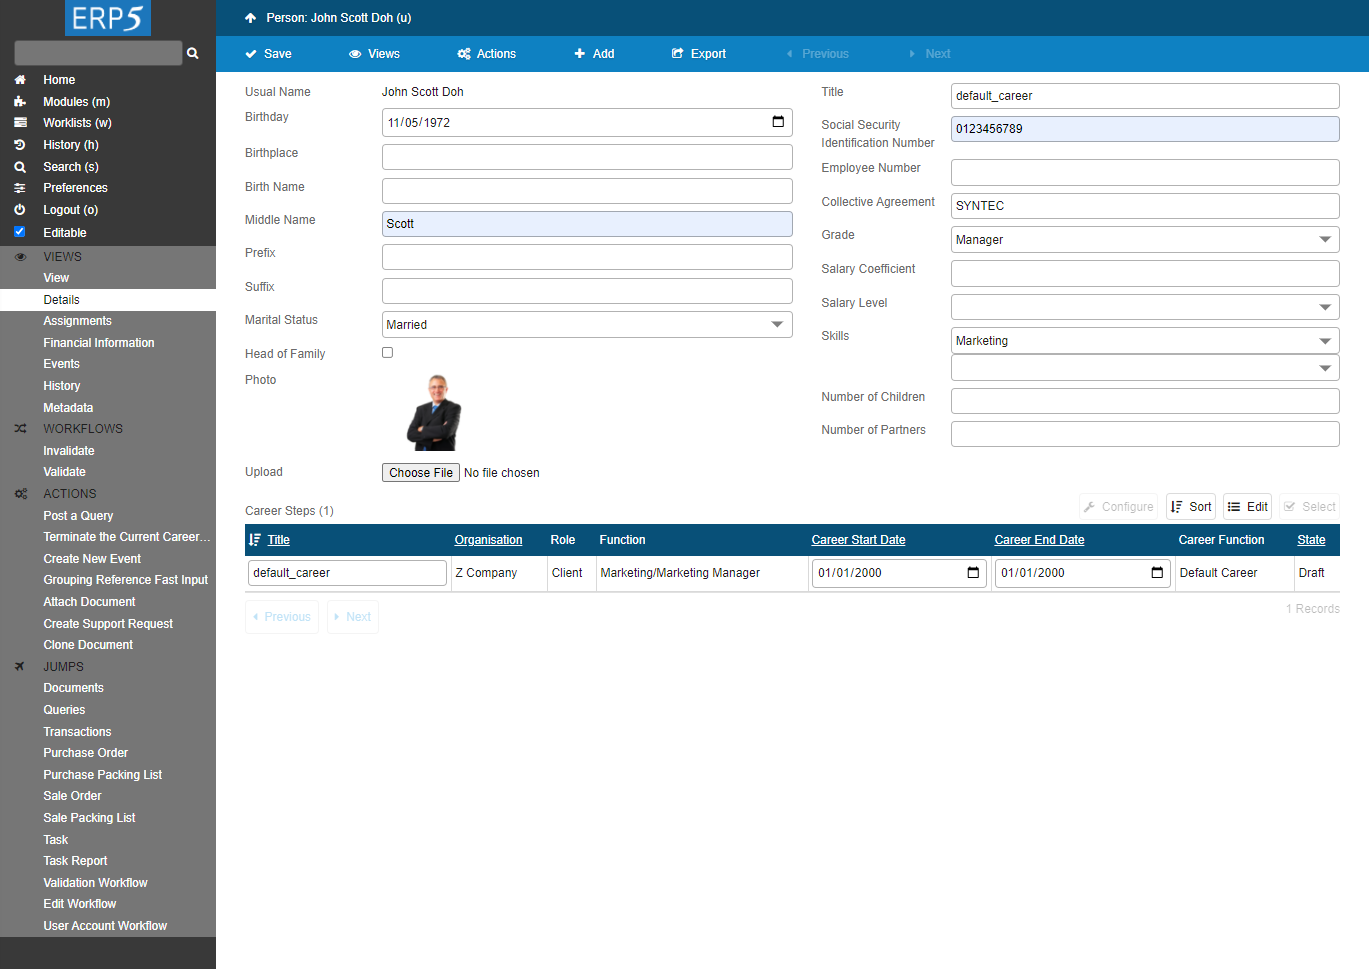 ERP5
Person: John Scott Doh (u)
Save
Views
Actions
Add
Export
Previous
Next
Home
Modules (m)
Worklists (w)
History (h)
Search (s)
Preferences
Logout (o)
Editable
VIEWS
View
Details
Assignments
Financial Information
Events
History
Metadata
WORKFLOWS
Invalidate
Validate
ACTIONS
Post a Query
Terminate the Current Career...
Create New Event
Grouping Reference Fast Input
Attach Document
Create Support Request
Clone Document
JUMPS
Documents
Queries
Transactions
Purchase Order
Purchase Packing List
Sale Order
Sale Packing List
Task
Task Report
Validation Workflow
Edit Workflow
User Account Workflow
Usual Name John Scott Doh
Birthday 11/05/1972
Birthplace
Birth Name
Middle Name Scott
Prefix
Suffix
Marital Status Married
Head of Family
Photo
Upload Choose File No file chosen
Title default_career
Social Security
Identification Number 0123456789
Employee Number
Collective Agreement SYNTEC
Grade Manager
Salary Coefficient
Salary Level
Skills Marketing
Number of Children
Number of Partners
Career Steps (1) Configure Sort Edit Select
Title Organisation Role Function Career Start Date Career End Date Career Function State
default_career Z Company Client Marketing/Marketing Manager 01/01/2000 01/01/2000 Default Career Draft
Previous Next 1 Records